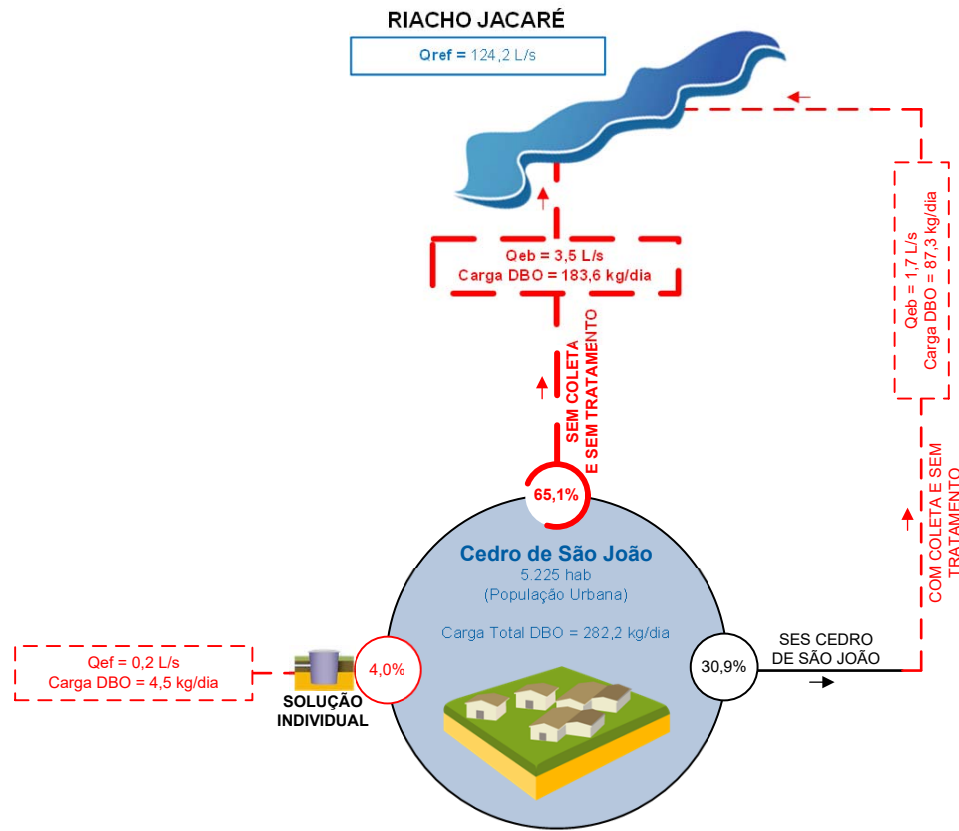 RIACHO JACARÉ
Qref = 124,2 L/s
Qeb = 3,5 L/s
Carga DBO = 183,6 kg/dia
Qeb = 1,7 L/s
Carga DBO = 87,3 kg/dia
SEM COLETA
E SEM TRATAMENTO
COM COLETA E SEM
TRATAMENTO
65,1%
Cedro de São João
5.225 hab
(População Urbana)
Carga Total DBO = 282,2 kg/dia
SES CEDRO
DE SÃO JOÃO
30,9%
4,0%
Qef = 0,2 L/s
Carga DBO = 4,5 kg/dia
SOLUÇÃO
INDIVIDUAL